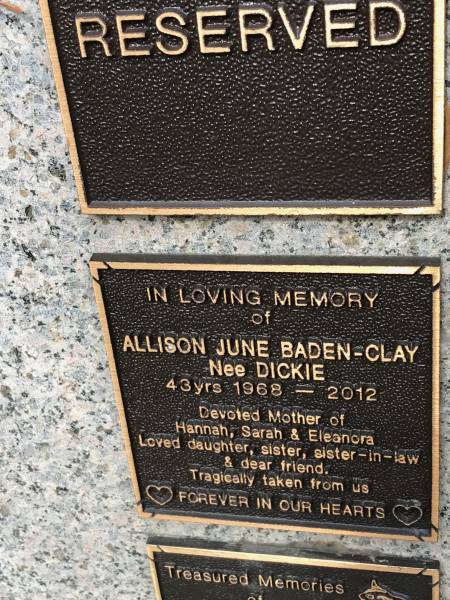 RESERVED
IN LOVING MEMORY
of
ALLISON JUNE BADEN-CLAY
Nee DICKIE
43yrs 1968 — 2012
Devoted Mother of
Hannah, Sarah & Eleanora
Loved daughter, sister, sister-in-law
& dear friend.
Tragically taken from us
FOREVER IN OUR HEARTS
Treasured Memories
of